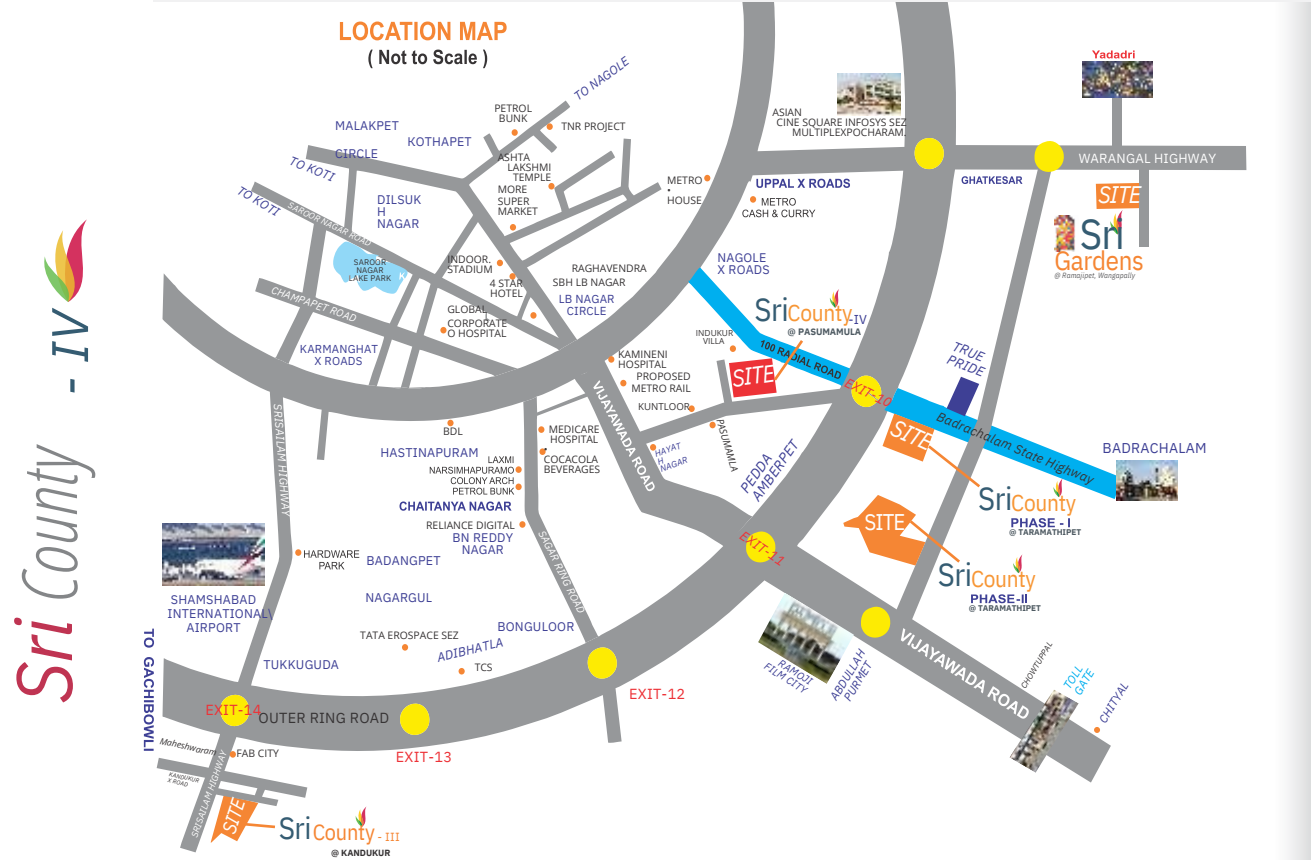 LOCATION MAP
( Not to Scale )
Sri County - IV
TO NAGOLE
PETROL
BUNK
TNR PROJECT
MALAKPET
CIRCLE
KOTHAPET
TO KOTI
TO KOTI
ASHTA
LAKSHMI
TEMPLE
MORE
SUPER
MARKET
DILSUK
H
NAGAR
SAROOR NAGAR ROAD
SAROOR
NAGAR
LAKE PARK
K
CHAMPAPET ROAD
INDOOR.
STADIUM
4 STAR
HOTEL
RAGHAVENDRA
SBH LB NAGAR
LB NAGAR
CIRCLE
GLOBAL
CORPORATE
O HOSPITAL
KARMANGHAT
X ROADS
METRO
HOUSE
ASIAN
CINE SQUARE INFOSYS SEZ
MULTIPLEXPOCHARAM.
UPPAL X ROADS
METRO
CASH & CURRY
NAGOLE
X ROADS
Yadadri
WARANGAL HIGHWAY
GHATKESAR
SITE
Sri
Gardens
@ Ramajipet, Wangapally
Sri County-IV
@ PASUMAMULA
INDUKUR
VILLA
100 RADIAL ROAD
SITE
EXIT-10
TRUE
PRIDE
Badrachalam State Highway
BADRACHALAM
SITE
Sri County
PHASE - I
@ TARAMATHIPET
SITE
Sri County
PHASE-II
@ TARAMATHIPET
KAMINENI
HOSPITAL
PROPOSED
METRO RAIL
KUNTLOOR
VIJAYAWADA ROAD
HAYAT
H
NAGAR
PASUMAMLA
PEDDA
AMBERPET
EXIT-11
SRISAILAM HIGHWAY
BDL
HASTINAPURAM
MEDICARE
HOSPITAL
COCACOLA
BEVERAGES
LAXMI
NARSIMHAPURAMO
COLONY ARCH
PETROL BUNK
CHAITANYA NAGAR
RELIANCE DIGITAL
BN REDDY
NAGAR
SAGAR RING ROAD
HARDWARE
PARK
BADANGPET
NAGARGUL
SHAMSHABAD
INTERNATIONAL
AIRPORT
TATA EROSPACE SEZ
BONGULOOR
ADIBHATLA
TCS
TUKKUGUDA
TO GACHIBOWLI
EXIT-14
OUTER RING ROAD
EXIT-13
EXIT-12
RAMOJI
FILM CITY
ABDULLAH
PURMET
VIJAYAWADA ROAD
CHOWTUPPAL
TOLL
GATE
CHITYAL
Maheshwaram
FAB CITY
KANDUKUR
X ROAD
SRISAILAM HIGHWAY
SITE
Sri County - III
@ KANDUKUR